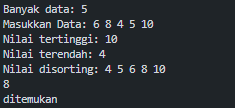 Banyak data: 5
Masukkan Data: 6 8 4 5 10
Nilai tertinggi: 10
Nilai terendah: 4
Nilai disorting: 4 5 6 8 10
8
ditemukan